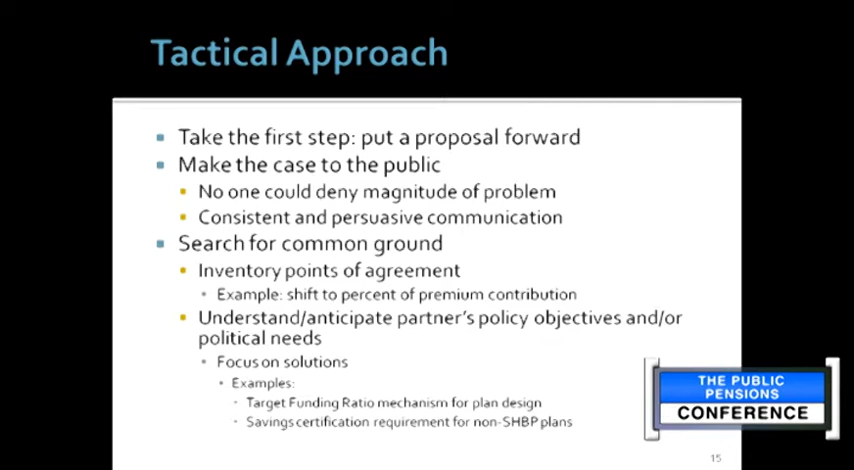 Tactical Approach
Take the first step: put a proposal forward
Make the case to the public
No one could deny magnitude of problem
Consistent and persuasive communication
Search for common ground
Inventory points of agreement
Example: shift to percent of premium contribution
Understand/anticipate partner's policy objectives and/or
political needs
Focus on solutions
Examples:
Target Funding Ratio mechanism for plan design
Savings certification requirement for non-SHBP plans
THE PUBLIC
PENSIONS
CONFERENCE
15